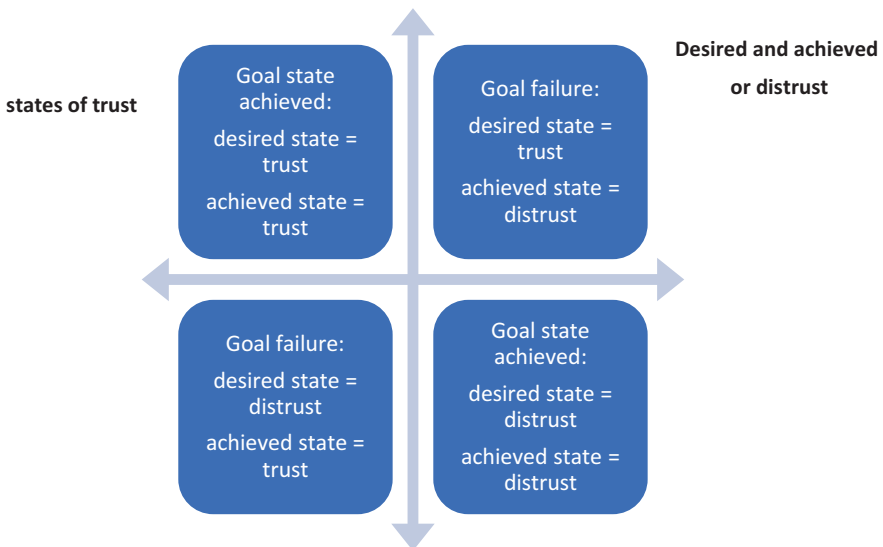 Desired and achieved
states of trust
or distrust
Goal state
achieved:
desired state =
trust
achieved state =
trust
Goal failure:
desired state =
trust
achieved state =
distrust
Goal failure:
desired state =
distrust
achieved state =
trust
Goal state
achieved:
desired state =
distrust
achieved state =
distrust